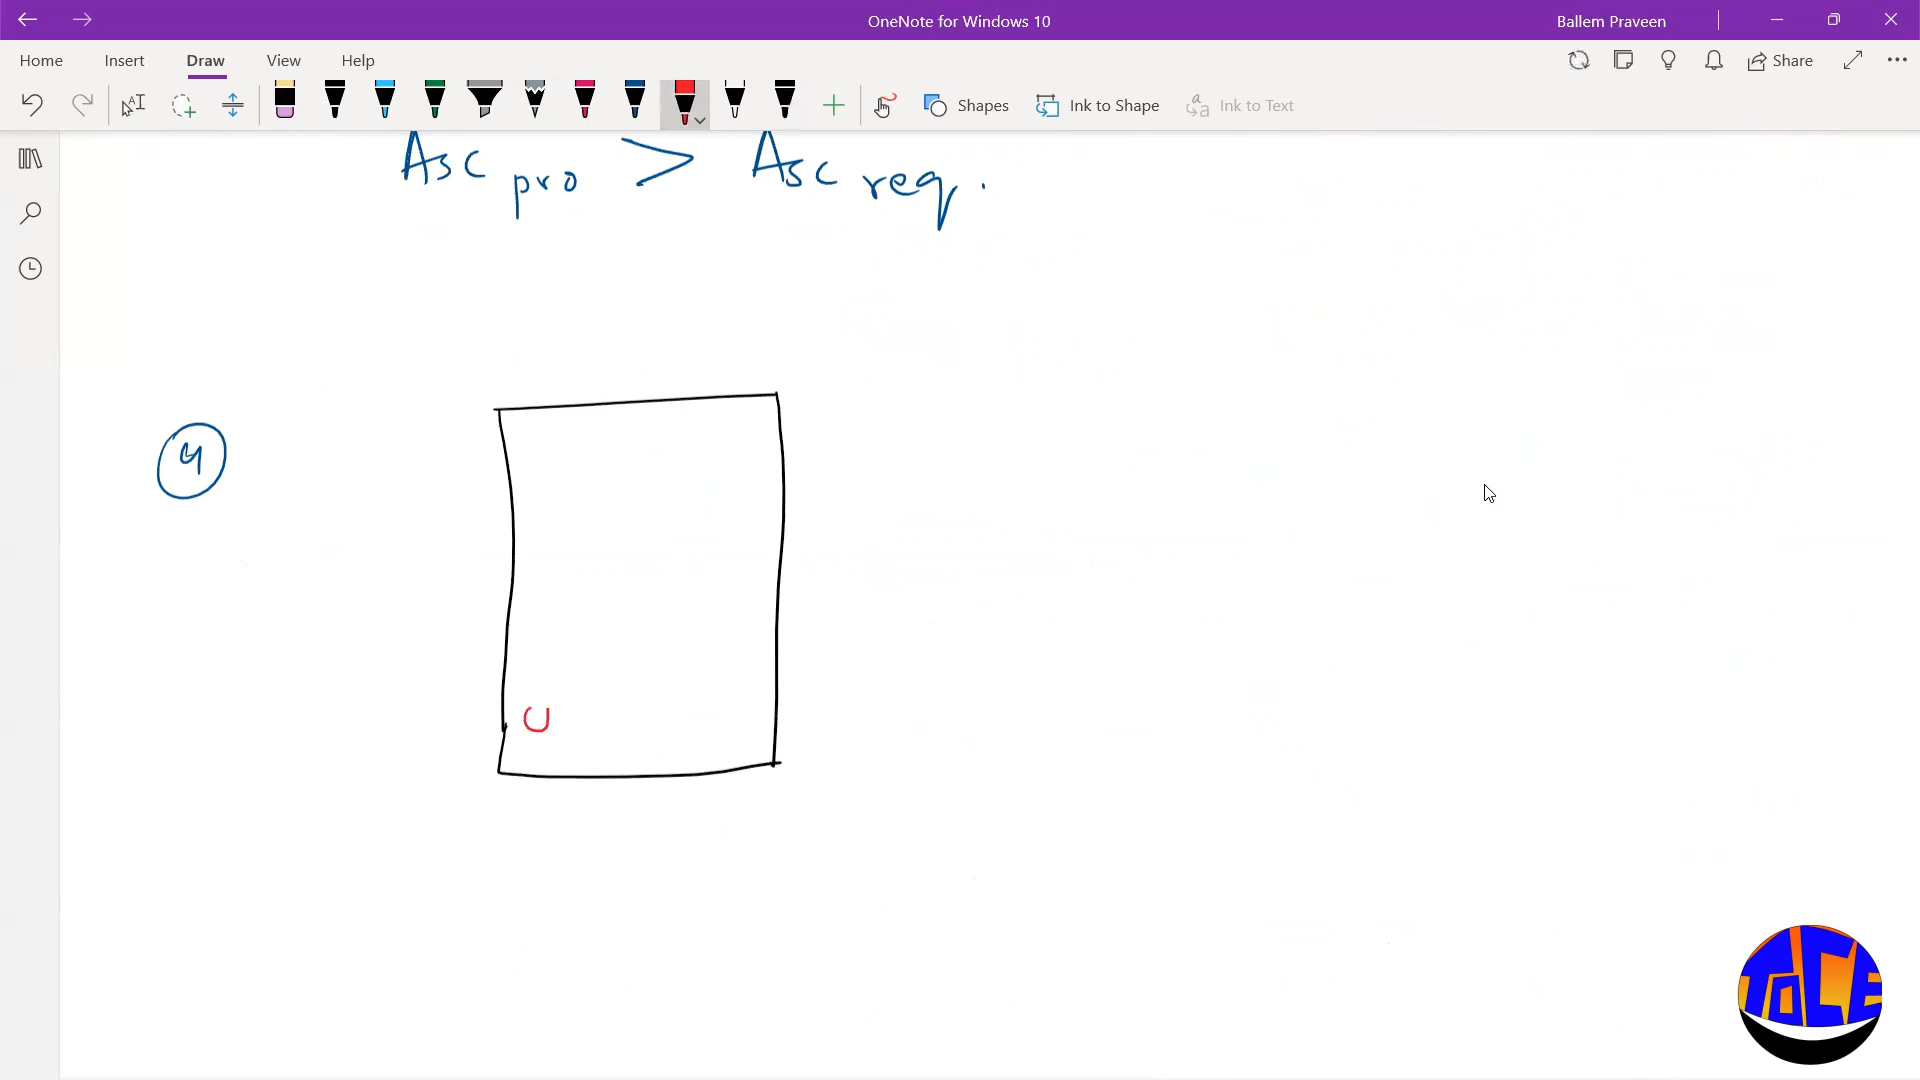 OneNote for Windows 10
Ballem Praveen
Home Insert Draw View Help
Share
Shapes
Ink to Shape
Ink to Text
Asc pro > Asc req.
4
TOCE